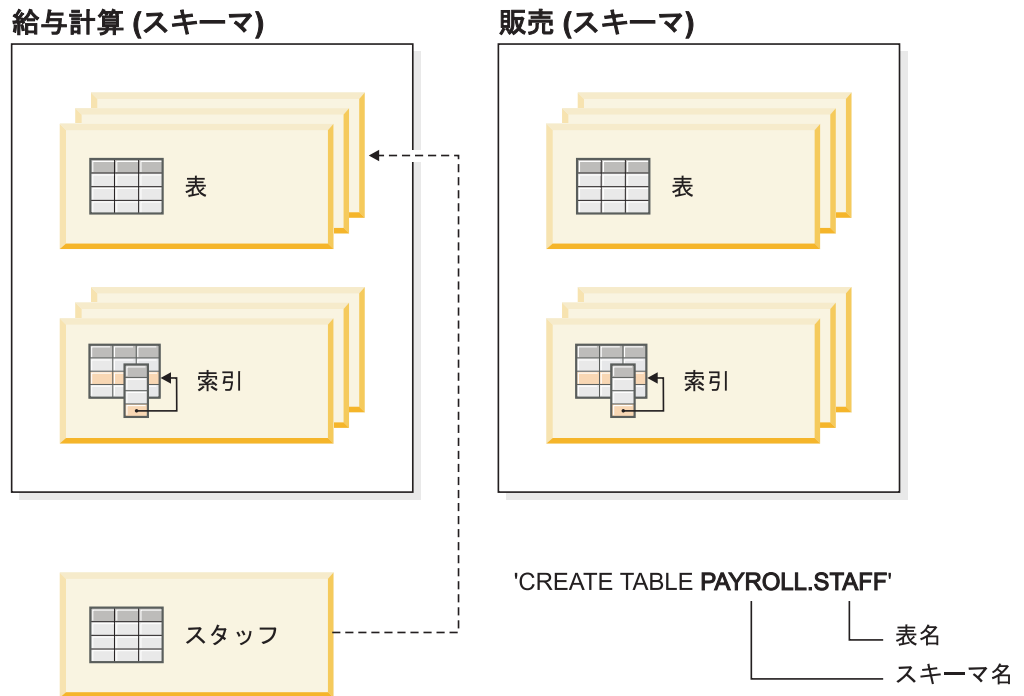 給与計算 (スキーマ)
販売 (スキーマ)
表
表
索引
索引
スタッフ
'CREATE TABLE PAYROLL.STAFF'
表名
スキーマ名